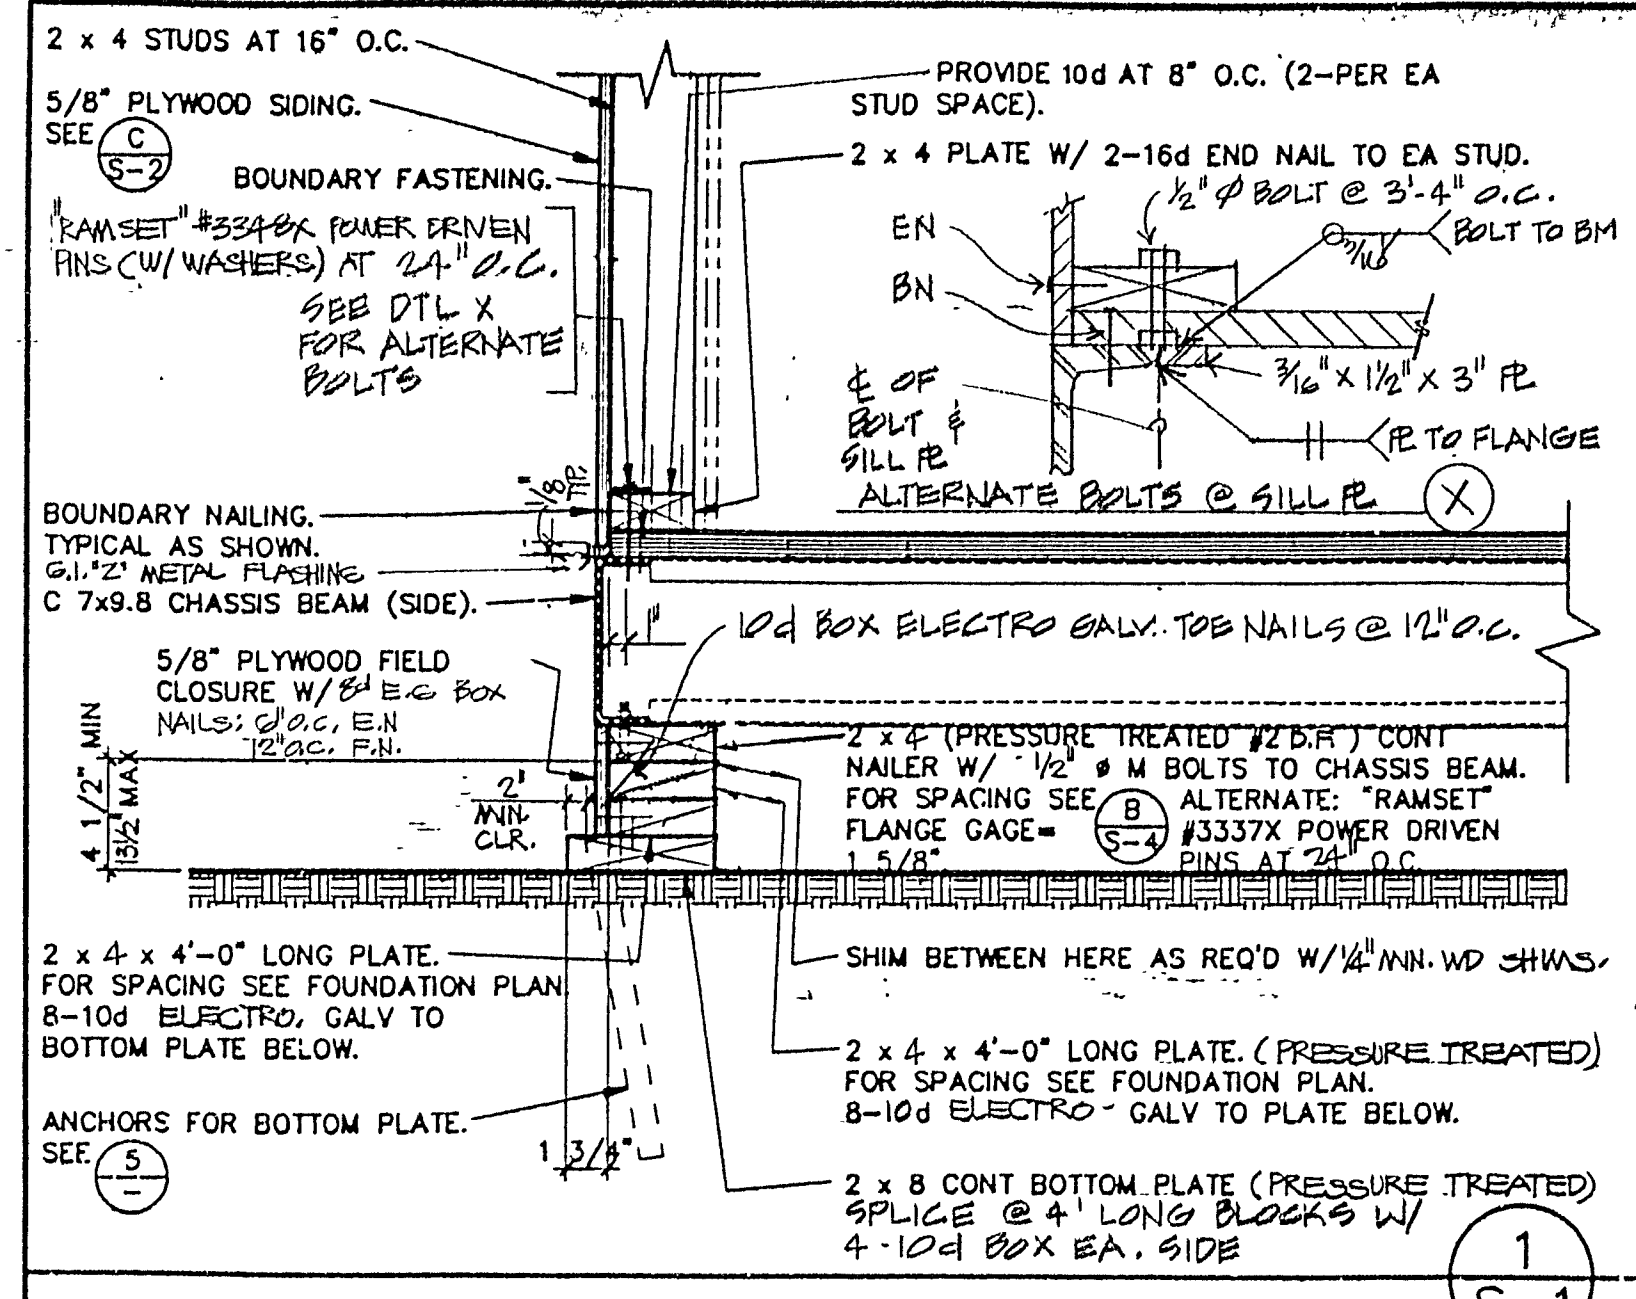 2 x 4 STUDS AT 16" O.C.
5/8" PLYWOOD SIDING.
SEE C
S-2
BOUNDARY FASTENING.
"RAMSET" #3348X POWER DRIVEN
PINS (W/ WASHERS) AT 24" O.C.
SEE DTL X
FOR ALTERNATE
BOLTS
PROVIDE 10d AT 8" O.C. (2-PER EA
STUD SPACE).
2 x 4 PLATE W/ 2-16d END NAIL TO EA STUD.
1/2" Ø BOLT @ 3'-4" O.C.
EN
3/16
BOLT TO BM
BN
3/16" X 1 1/2" X 3" PL
CL OF
BOLT &
SILL PL
PL TO FLANGE
ALTERNATE BOLTS @ SILL PL
X
1/8"
BOUNDARY NAILING.
TYPICAL AS SHOWN.
G.I. "Z" METAL FLASHING
C 7x9.8 CHASSIS BEAM (SIDE).
1"
10d BOX ELECTRO GALV. TOE NAILS @ 12" O.C.
5/8" PLYWOOD FIELD
CLOSURE W/ 8d E.G BOX
NAILS: 6" O.C. E.N
12" O.C. F.N.
4 1/2" MIN
13 1/2" MAX
2"
MIN.
CLR.
2 x 4 (PRESSURE TREATED #2 D.F.) CONT
NAILER W/ 1/2" Ø M BOLTS TO CHASSIS BEAM.
FOR SPACING SEE B
S-4
FLANGE GAGE=
1 5/8"
ALTERNATE: "RAMSET"
#3337X POWER DRIVEN
PINS AT 24" O.C.
2 x 4 x 4'-0" LONG PLATE.
FOR SPACING SEE FOUNDATION PLAN
8-10d ELECTRO. GALV TO
BOTTOM PLATE BELOW.
SHIM BETWEEN HERE AS REQ'D W/ 1/4" MIN. WD SHIMS.
2 x 4 x 4'-0" LONG PLATE. (PRESSURE TREATED)
FOR SPACING SEE FOUNDATION PLAN.
8-10d ELECTRO - GALV TO PLATE BELOW.
ANCHORS FOR BOTTOM PLATE.
SEE 5
-
1 3/4"
2 x 8 CONT BOTTOM PLATE (PRESSURE TREATED)
SPLICE @ 4' LONG BLOCKS W/
4-10d BOX EA. SIDE
1